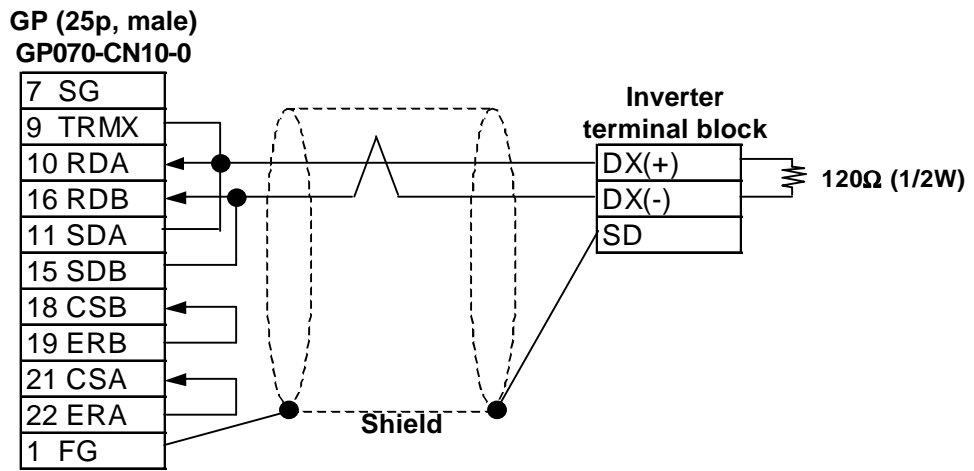 GP (25p, male)
GP070-CN10-0
7 SG
9 TRMX
10 RDA
16 RDB
11 SDA
15 SDB
18 CSB
19 ERB
21 CSA
22 ERA
1 FG
Shield
Inverter
terminal block
DX(+)
DX(-)
SD
120Ω (1/2W)